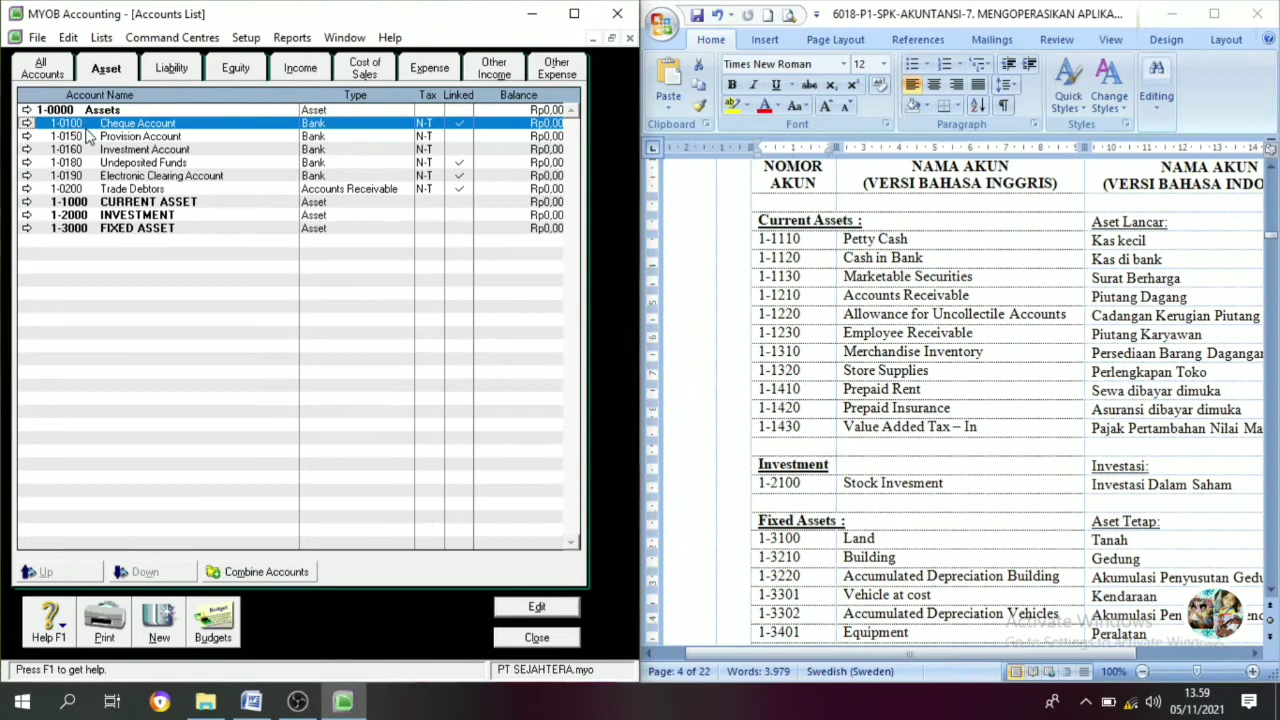 MYOB Accounting - [Accounts List]
File Edit Lists Command Centres Setup Reports Window Help
All Accounts
Asset
Liability
Equity
Income
Cost of Sales
Expense
Other Income
Other Expense
Account Name Type Tax Linked Balance
1-0000 Assets Asset Rp0,00
1-0100 Cheque Account Bank N-T Rp0,00
1-0150 Provision Account Bank N-T Rp0,00
1-0160 Investment Account Bank N-T Rp0,00
1-0180 Undeposited Funds Bank N-T Rp0,00
1-0190 Electronic Clearing Account Bank N-T Rp0,00
1-0200 Trade Debtors Accounts Receivable N-T Rp0,00
1-1000 CURRENT ASSET Asset Rp0,00
1-2000 INVESTMENT Asset Rp0,00
1-3000 FIXED ASSET Asset Rp0,00
Up Down Combine Accounts
Edit
Help F1 Print New Budgets
Close
Press F1 to get help. PT SEJAHTERA.myo
6018-P1-SPK-AKUNTANSI-7. MENGOPERASIKAN APLIKA...
Home Insert Page Layout References Mailings Review View Design Layout
Paste
Times New Roman 12
Quick Styles
Change Styles
Editing
Clipboard Font Paragraph Styles
NOMOR AKUN
NAMA AKUN (VERSI BAHASA INGGRIS)
NAMA AKUN (VERSI BAHASA INDO
Current Assets : Aset Lancar:
1-1110 Petty Cash Kas kecil
1-1120 Cash in Bank Kas di bank
1-1130 Marketable Securities Surat Berharga
1-1210 Accounts Receivable Piutang Dagang
1-1220 Allowance for Uncollectile Accounts Cadangan Kerugian Piutang
1-1230 Employee Receivable Piutang Karyawan
1-1310 Merchandise Inventory Persediaan Barang Dagangan
1-1320 Store Supplies Perlengkapan Toko
1-1410 Prepaid Rent Sewa dibayar dimuka
1-1420 Prepaid Insurance Asuransi dibayar dimuka
1-1430 Value Added Tax – In Pajak Pertambahan Nilai Ma
Investment Investasi:
1-2100 Stock Invesment Investasi Dalam Saham
Fixed Assets : Aset Tetap:
1-3100 Land Tanah
1-3210 Building Gedung
1-3220 Accumulated Depreciation Building Akumulasi Penyusutan Gedu
1-3301 Vehicle at cost Kendaraan
1-3302 Accumulated Depreciation Vehicles Akumulasi Pen
1-3401 Equipment Peralatan
Activate Windows
Go to Settings to activate Windows.
Page: 4 of 22 Words: 3.979 Swedish (Sweden) 100%
13.59
05/11/2021